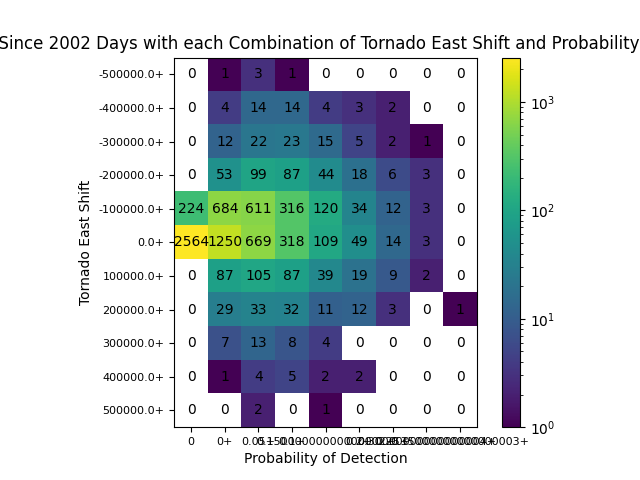 Since 2002 Days with each Combination of Tornado East Shift and Probability
-500000.0+ 0 1 3 1 0 0 0 0 0
-400000.0+ 0 4 14 14 4 3 2 0 0
-300000.0+ 0 12 22 23 15 5 2 1 0
-200000.0+ 0 53 99 87 44 18 6 3 0
-100000.0+ 224 684 611 316 120 34 12 3 0
0.0+ 2564 1250 669 318 109 49 14 3 0
100000.0+ 0 87 105 87 39 19 9 2 0
200000.0+ 0 29 33 32 11 12 3 0 1
300000.0+ 0 7 13 8 4 0 0 0 0
400000.0+ 0 1 4 5 2 2 0 0 0
500000.0+ 0 0 2 0 1 0 0 0 0
0 0+
Probability of Detection
Tornado East Shift
10³
10²
10¹
10⁰